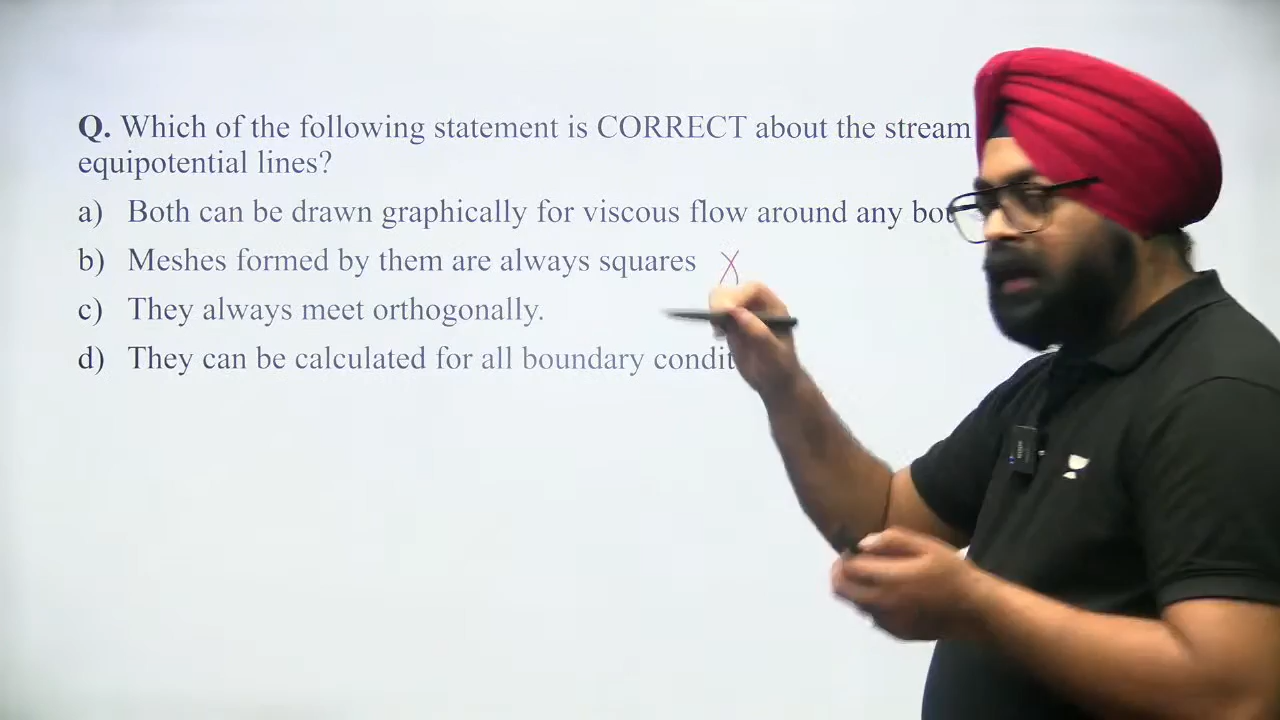 Q. Which of the following statement is CORRECT about the stream
equipotential lines?
a) Both can be drawn graphically for viscous flow around any
b) Meshes formed by them are always squares X
c) They always meet orthogonally.
d) They can be calculated for all boundary